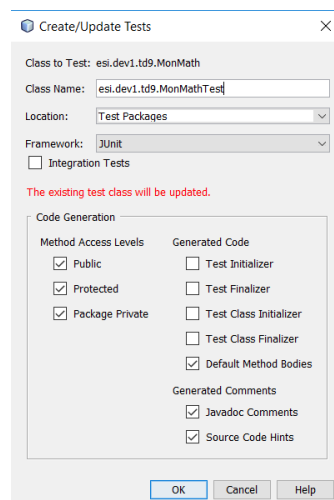 Create/Update Tests
Class to Test: esi.dev1.td9.MonMath
Class Name: esi.dev1.td9.MonMathTest
Location: Test Packages
Framework: JUnit
Integration Tests
The existing test class will be updated.
Code Generation
Method Access Levels
Public
Protected
Package Private
Generated Code
Test Initializer
Test Finalizer
Test Class Initializer
Test Class Finalizer
Default Method Bodies
Generated Comments
Javadoc Comments
Source Code Hints
OK Cancel Help